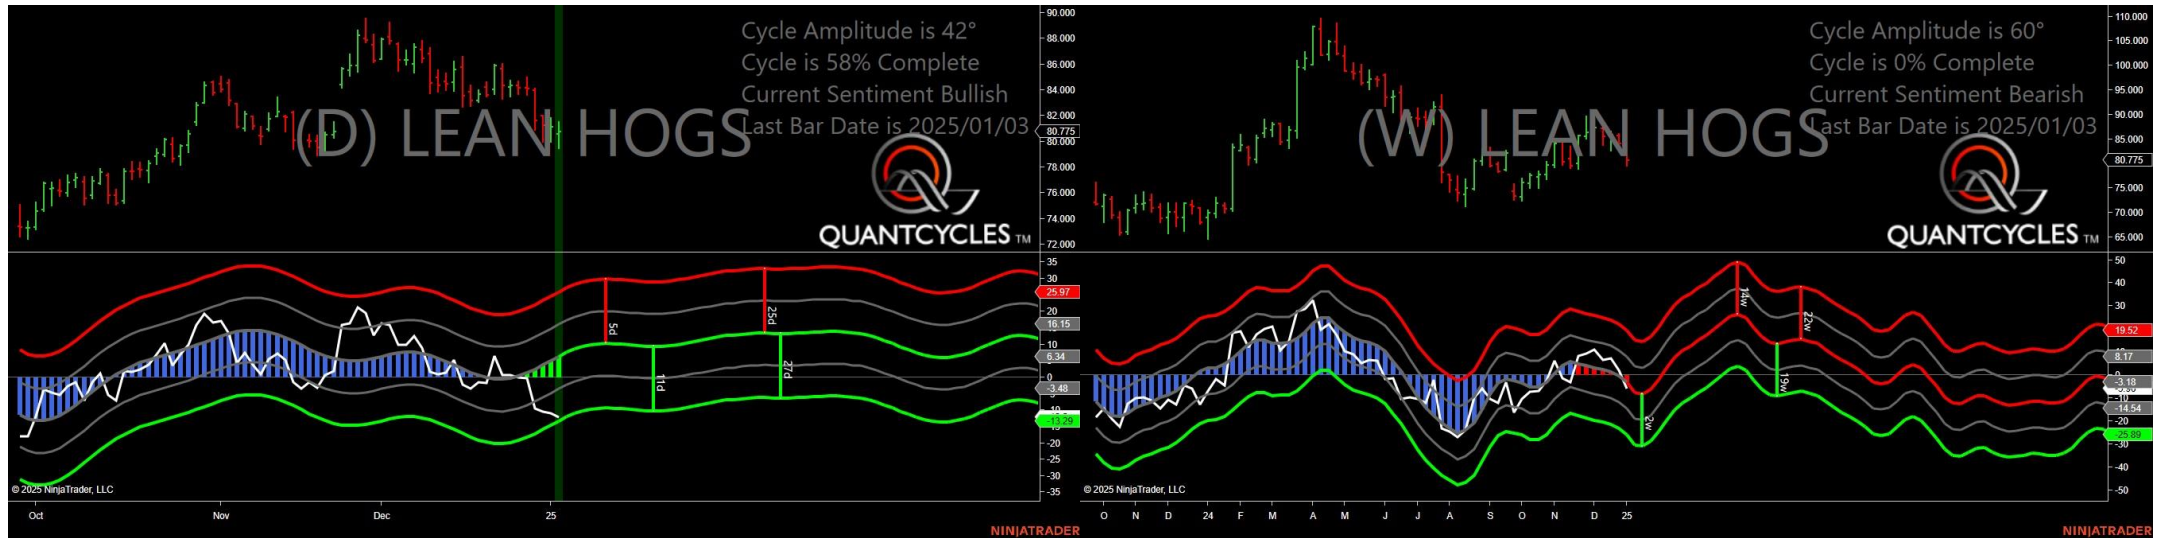 Cycle Amplitude is 42°
Cycle is 58% Complete
Current Sentiment Bullish
Last Bar Date is 2025/01/03
(D) LEAN HOGS
QUANTCYCLES TM
90.000
88.000
86.000
84.000
82.000
80.775
80.000
78.000
76.000
74.000
72.000
35
30
25.97
20
16.15
10
6.34
0
-3.48
-13.29
-20
-25
-30
-35
5d
11d
25d
27d
© 2025 NinjaTrader, LLC
Oct Nov Dec 25
NINJATRADER
Cycle Amplitude is 60°
Cycle is 0% Complete
Current Sentiment Bearish
Last Bar Date is 2025/01/03
(W) LEAN HOGS
QUANTCYCLES TM
110.000
105.000
100.000
95.000
90.000
85.000
80.775
75.000
70.000
65.000
50
40
30
19.52
8.17
-3.18
-10
-14.54
-20
-25.89
-30
-40
-50
2w
14w
19w
22w
© 2025 NinjaTrader, LLC
O N D 24 F M A M J J A S O N D 25
NINJATRADER